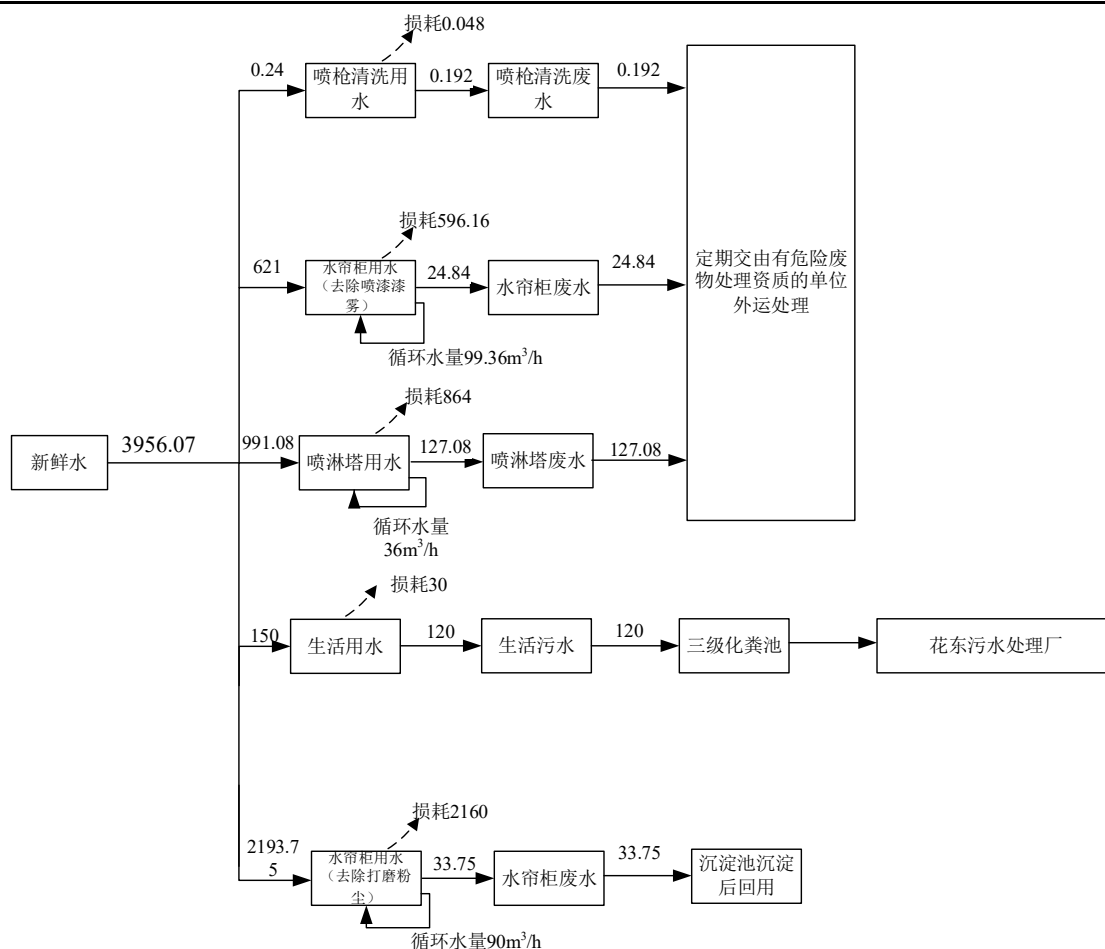 损耗0.048
0.24
喷枪清洗用
水
0.192
喷枪清洗废
水
0.192
损耗596.16
621
水帘柜用水
（去除喷漆漆
雾）
24.84
水帘柜废水
24.84
定期交由有危险废
物处理资质的单位
外运处理
循环水量99.36m³/h
损耗864
新鲜水
3956.07
991.08
喷淋塔用水
127.08
喷淋塔废水
127.08
循环水量
36m³/h
损耗30
150
生活用水
120
生活污水
120
三级化粪池
花东污水处理厂
损耗2160
2193.7
5
水帘柜用水
（去除打磨粉
尘）
33.75
水帘柜废水
33.75
沉淀池沉淀
后回用
循环水量90m³/h